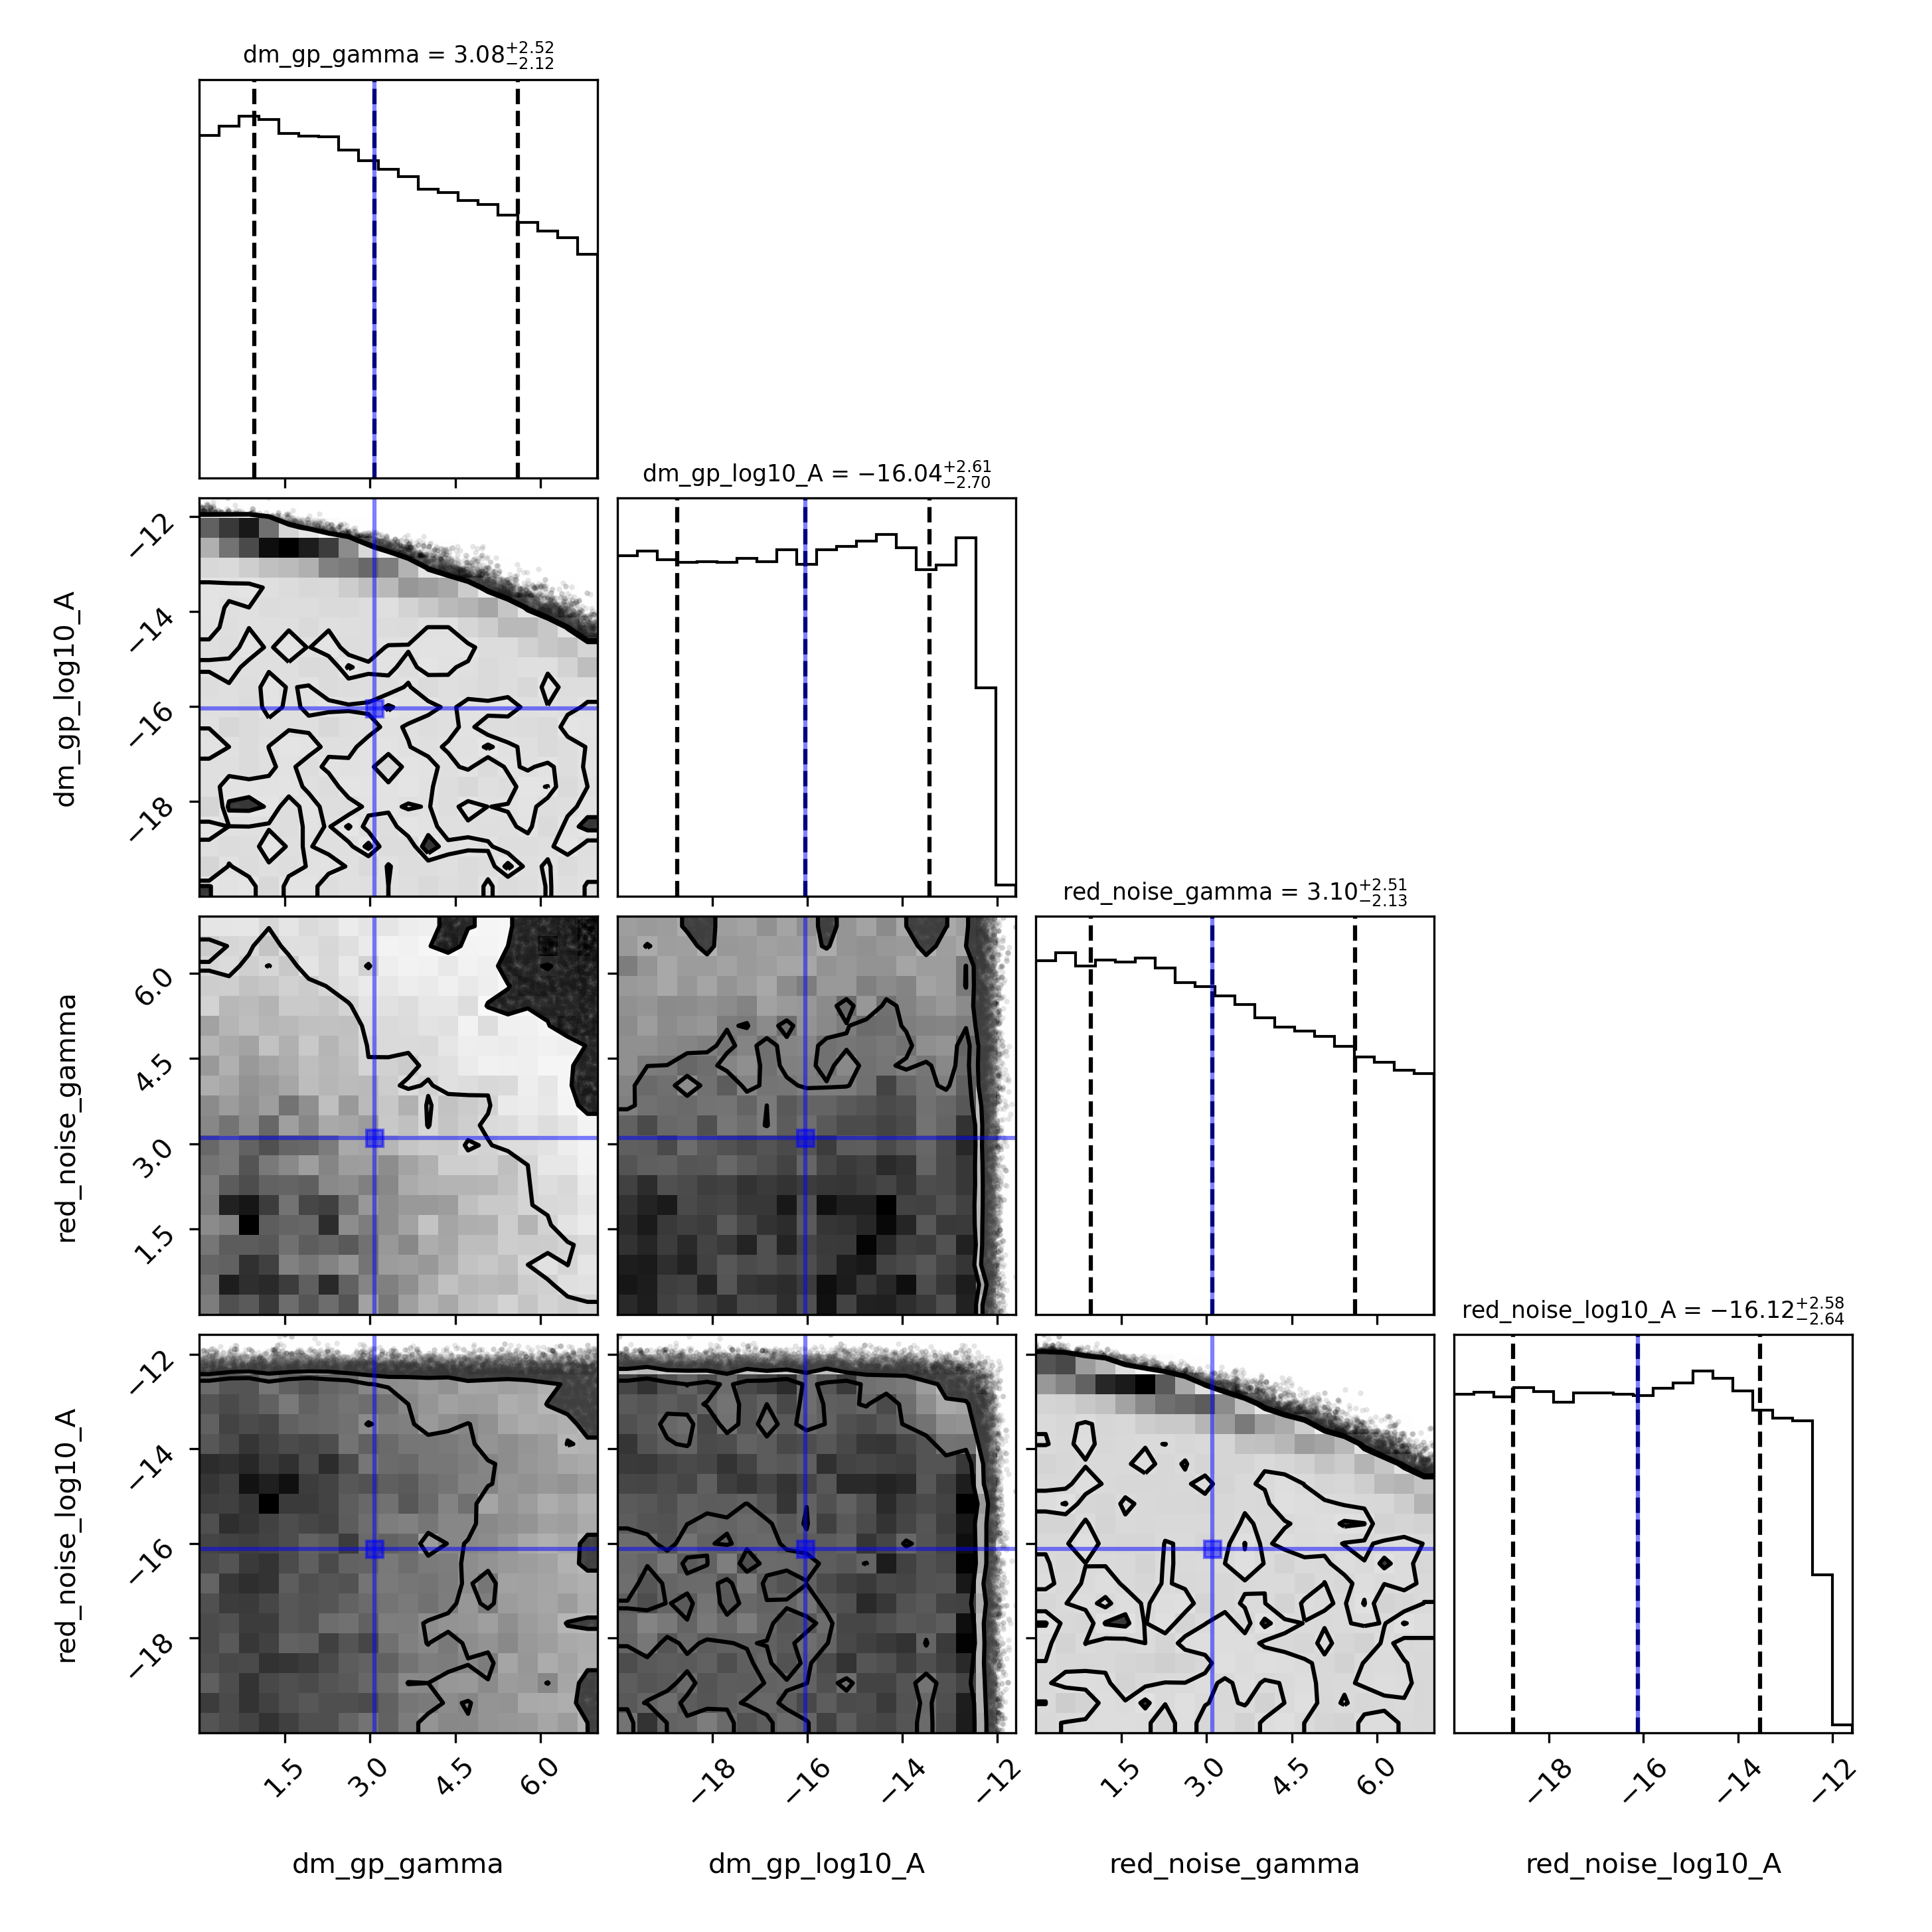 dm_gp_gamma = 3.08+2.52−2.12
dm_gp_log10_A = −16.04+2.61−2.70
red_noise_gamma = 3.10+2.51−2.13
red_noise_log10_A = −16.12+2.58−2.64
dm_gp_log10_A
−12
−14
−16
−18
red_noise_gamma
6.0
4.5
3.0
1.5
red_noise_log10_A
−12
−14
−16
−18
1.5 3.0 4.5 6.0
−18 −16 −14 −12
1.5 3.0 4.5 6.0
−18 −16 −14 −12
dm_gp_gamma
dm_gp_log10_A
red_noise_gamma
red_noise_log10_A